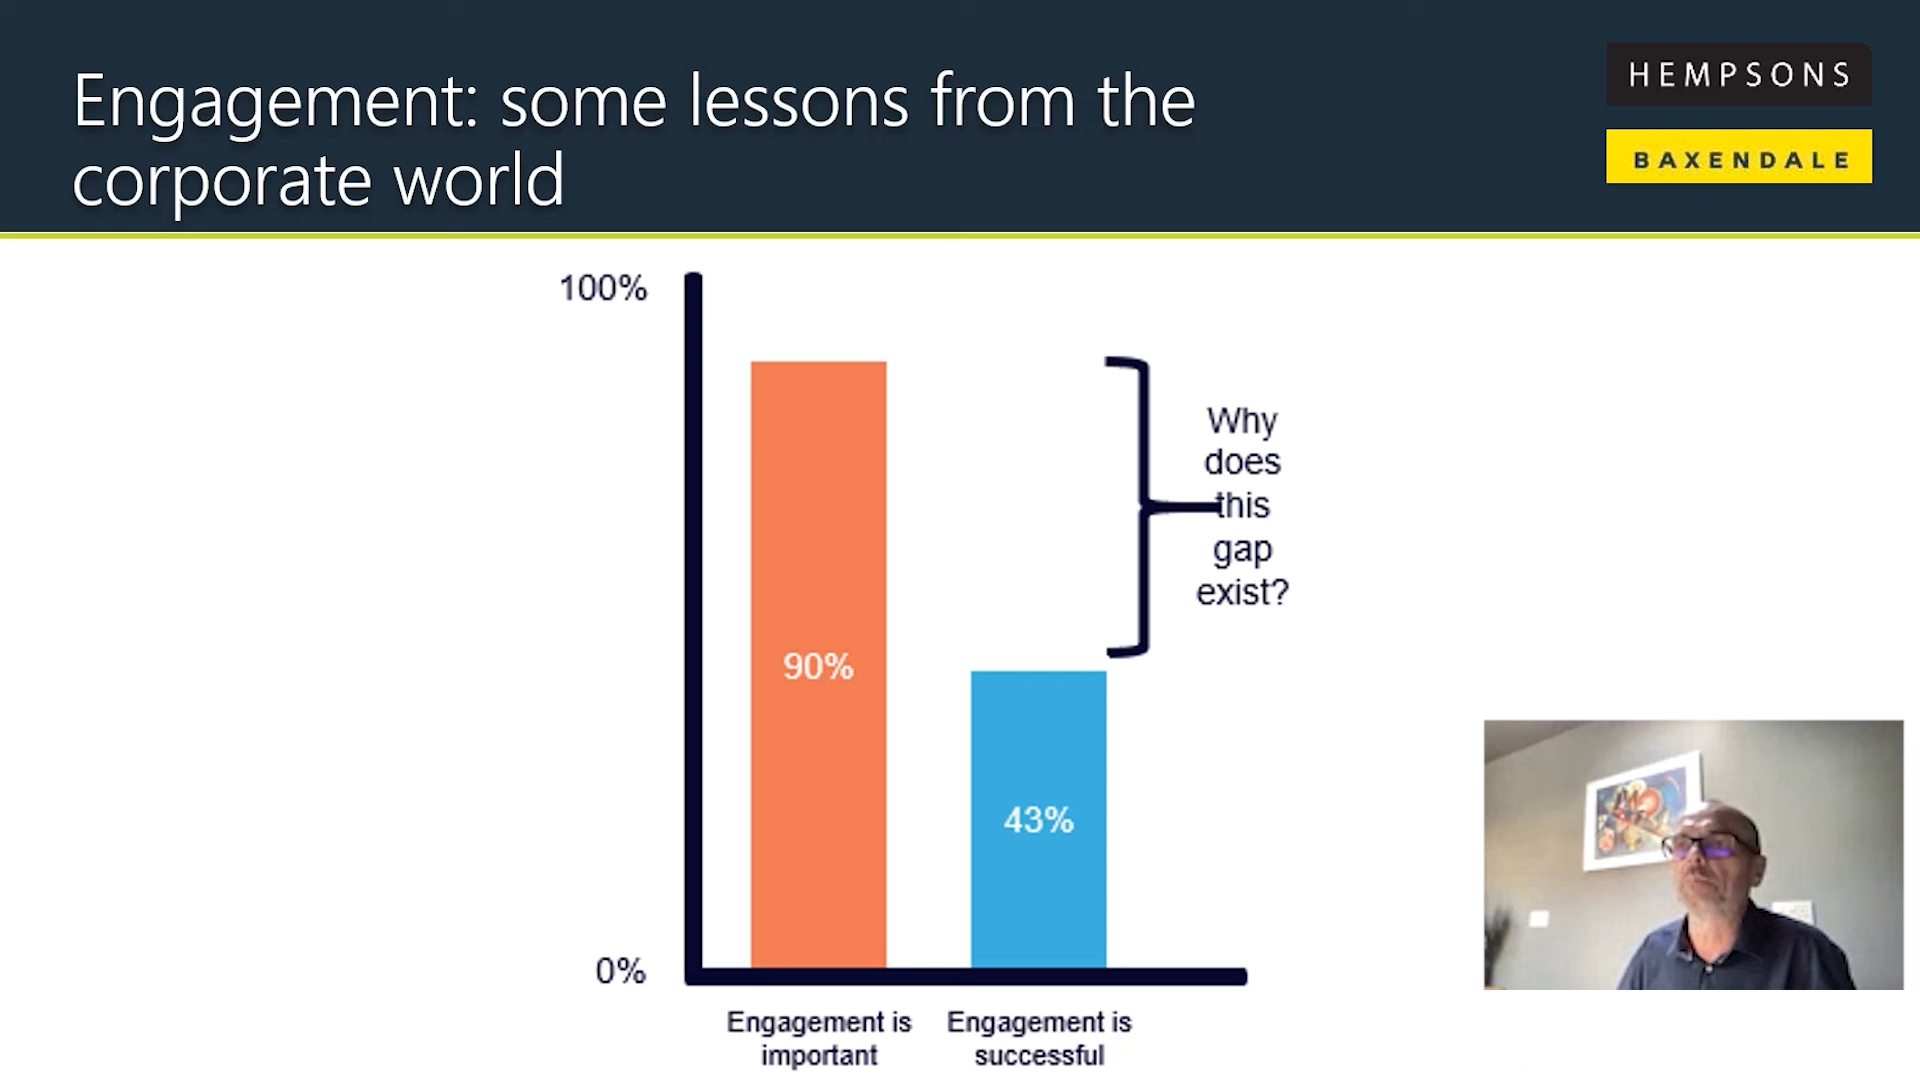 Engagement: some lessons from the
corporate world
HEMPSONS
BAXENDALE
100%
Why
does
this
gap
exist?
90%
43%
0%
Engagement is
important
Engagement is
successful